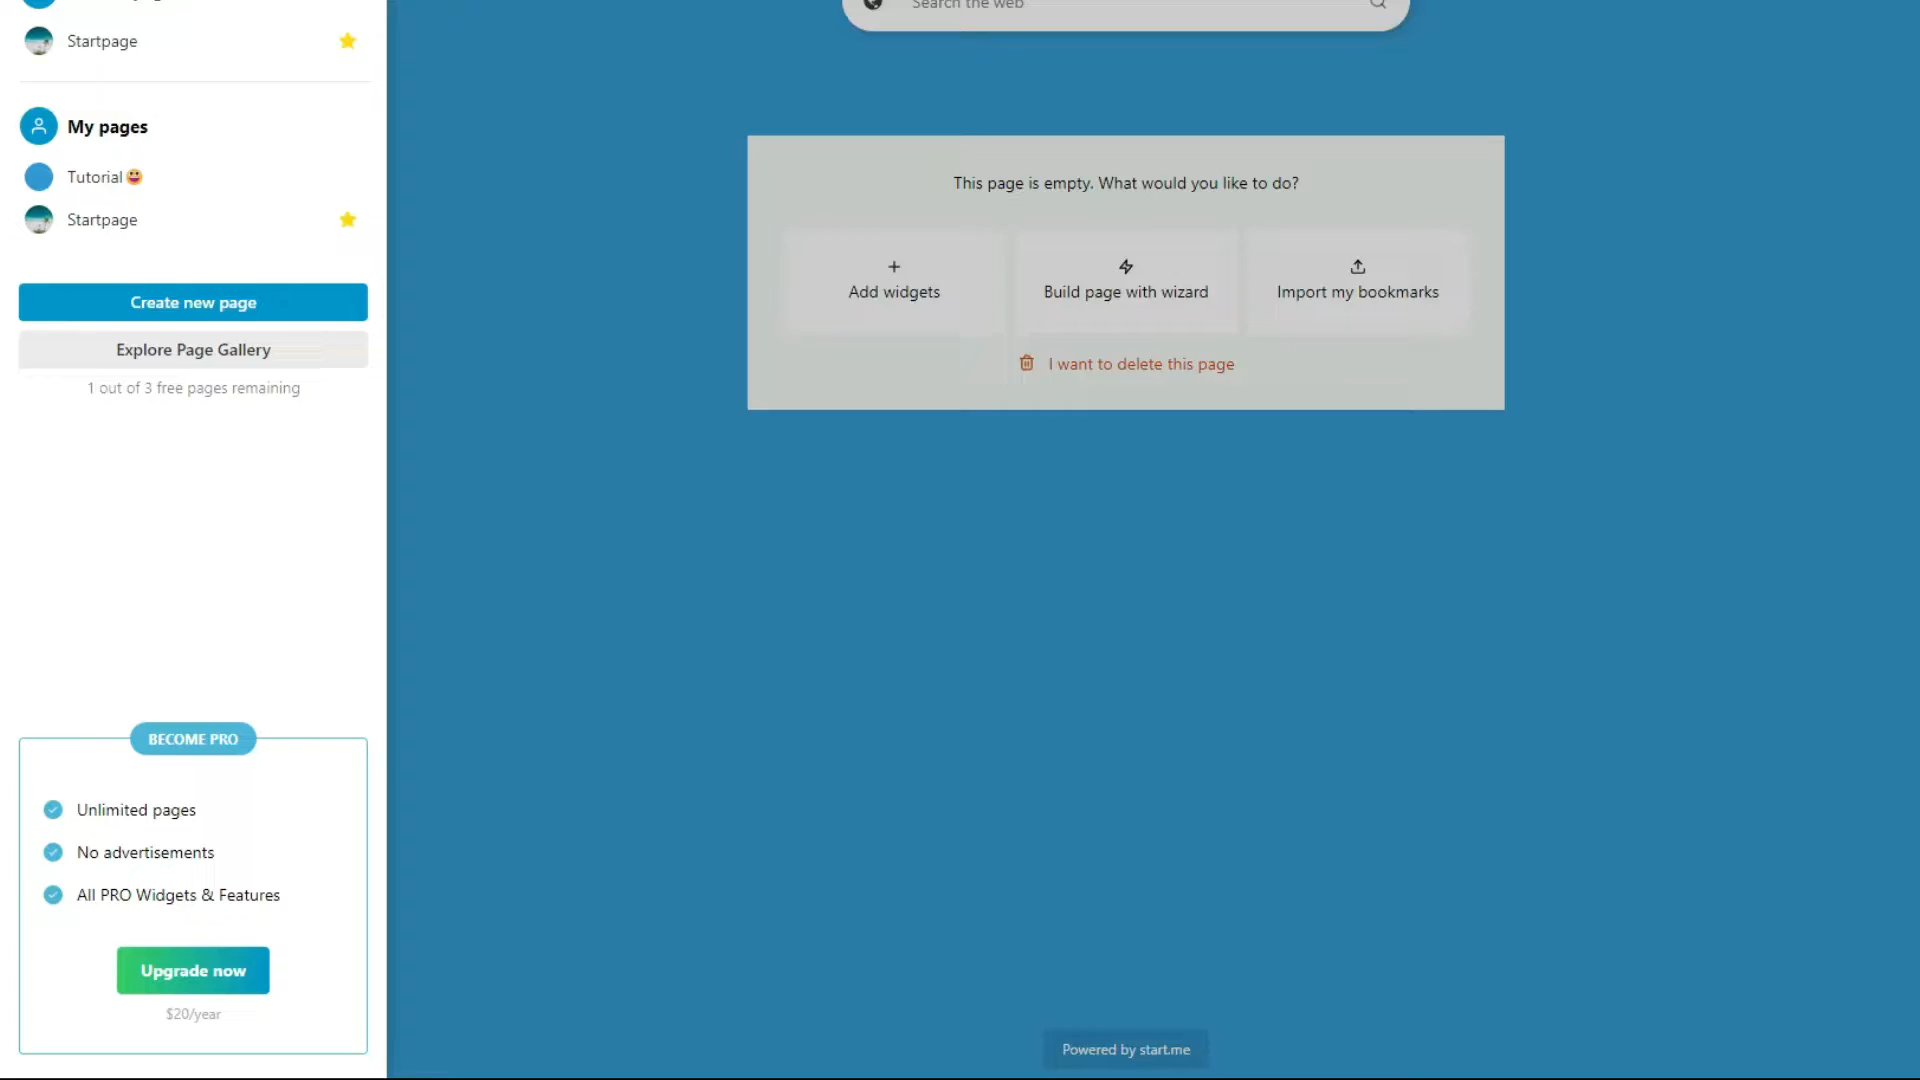 Startpage
My pages
Tutorial😀
Startpage
Create new page
Explore Page Gallery
1 out of 3 free pages remaining
BECOME PRO
Unlimited pages
No advertisements
All PRO Widgets & Features
Upgrade now
$20/year
Search the web
This page is empty. What would you like to do?
Add widgets
Build page with wizard
Import my bookmarks
I want to delete this page
Powered by start.me